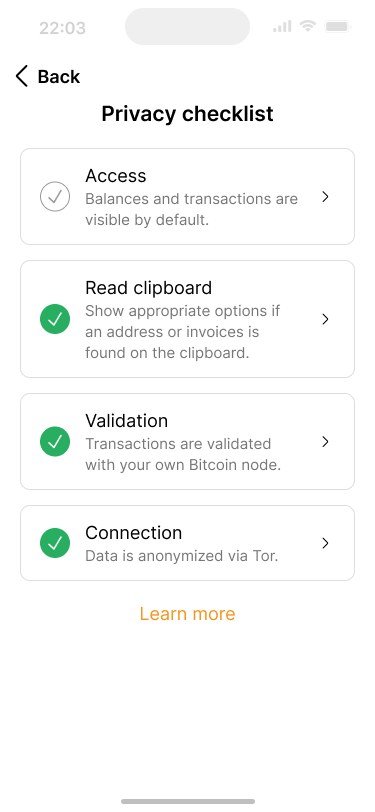 22:03
Back
Privacy checklist
Access
Balances and transactions are
visible by default.
Read clipboard
Show appropriate options if
an address or invoices is
found on the clipboard.
Validation
Transactions are validated
with your own Bitcoin node.
Connection
Data is anonymized via Tor.
Learn more